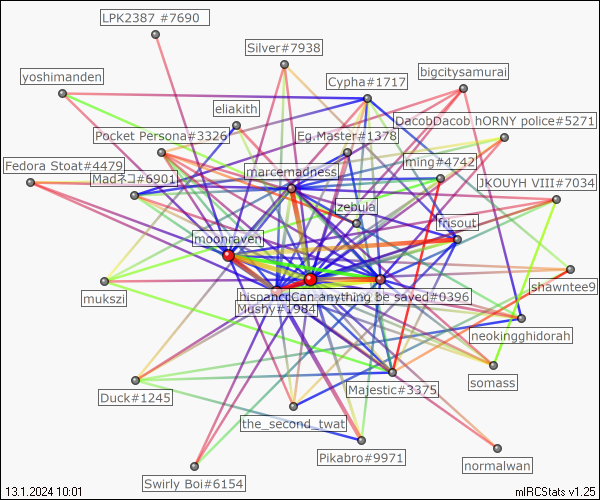 LPK2387 #7690
Silver#7938
yoshimanden
Cypha#1717
bigcitysamurai
eliakith
DacobDacob hORNY police#5271
Pocket Persona#3326
Eg.Master#1378
Fedora Stoat#4479
marcemadness
ming#4742
Madネコ#6901
JKOUYH VIII#7034
zebula
frisout
moonraven
shawntee9
mukszi
Can anything be saved#0396
Mushy#1984
neokingghidorah
somass
Duck#1245
Majestic#3375
the_second_twat
Pikabro#9971
normalwan
Swirly Boi#6154
13.1.2024 10:01
mIRCStats v1.25